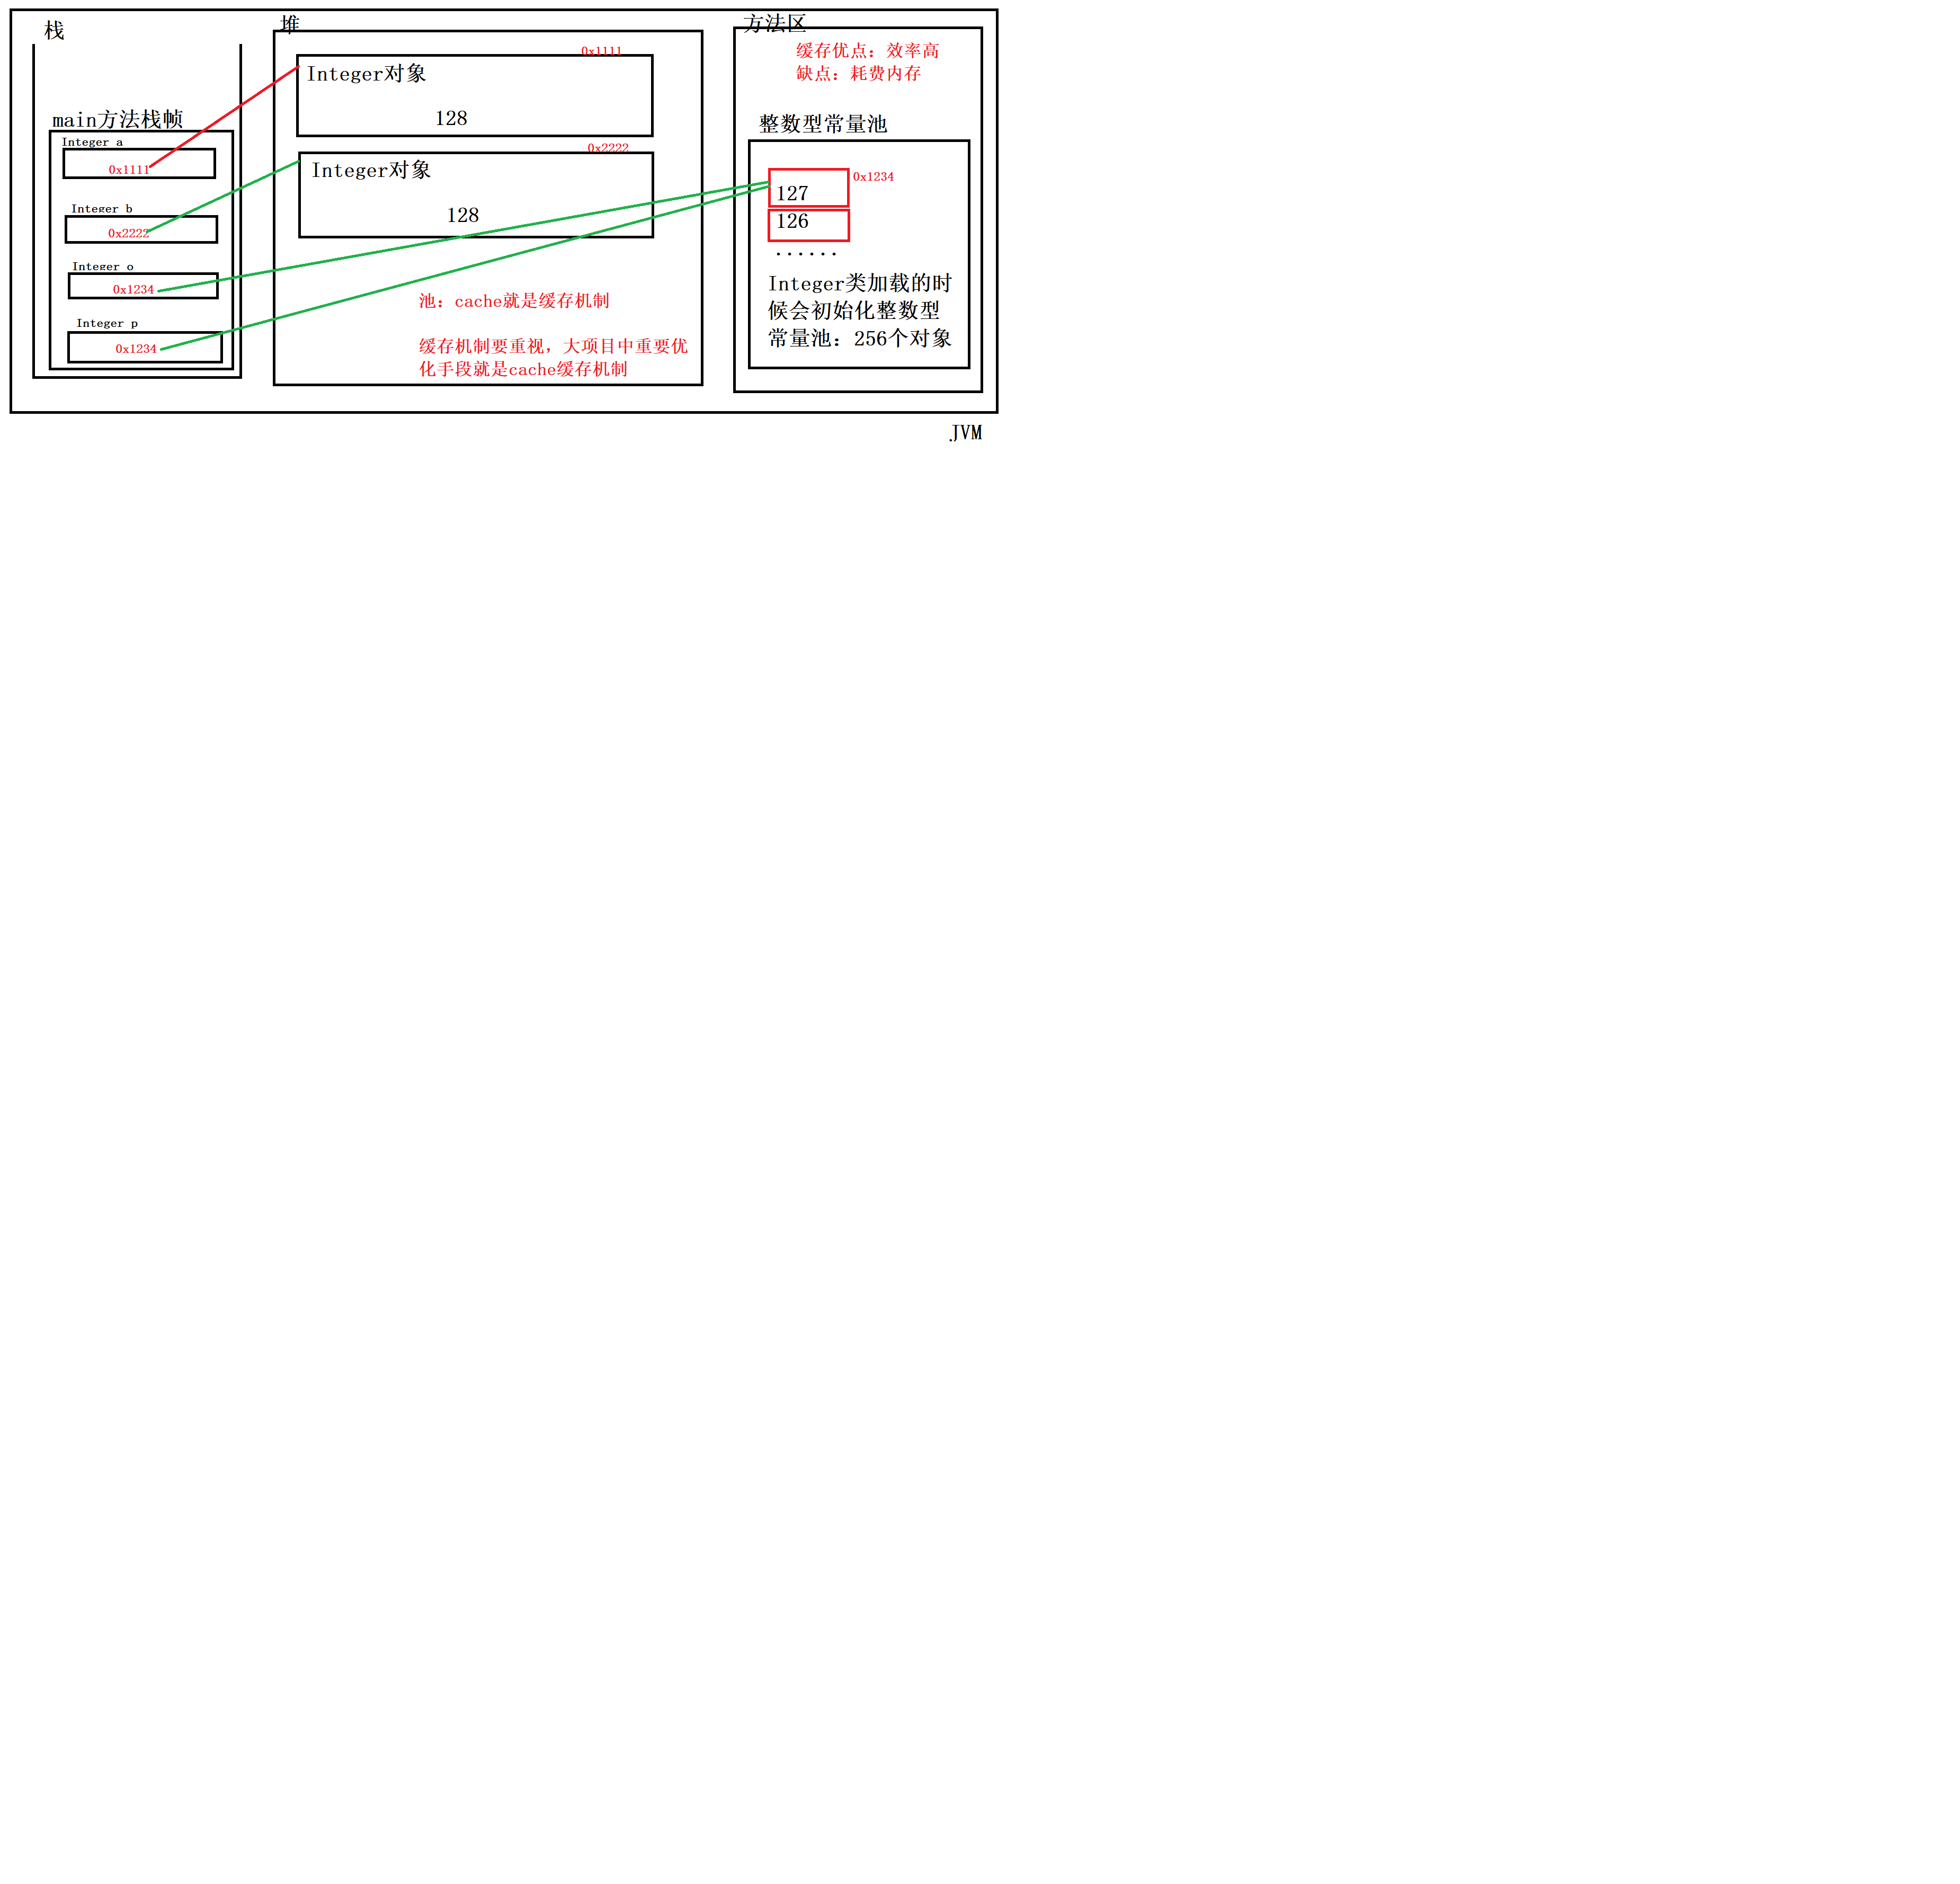 栈
main方法栈帧
Integer a
0x1111
Integer b
0x2222
Integer o
0x1234
Integer p
0x1234
堆
0x1111
Integer对象
128
0x2222
Integer对象
128
池：cache就是缓存机制
缓存机制要重视，大项目中重要优
化手段就是cache缓存机制
方法区
缓存优点：效率高
缺点：耗费内存
整数型常量池
0x1234
127
126
......
Integer类加载的时
候会初始化整数型
常量池：256个对象
JVM